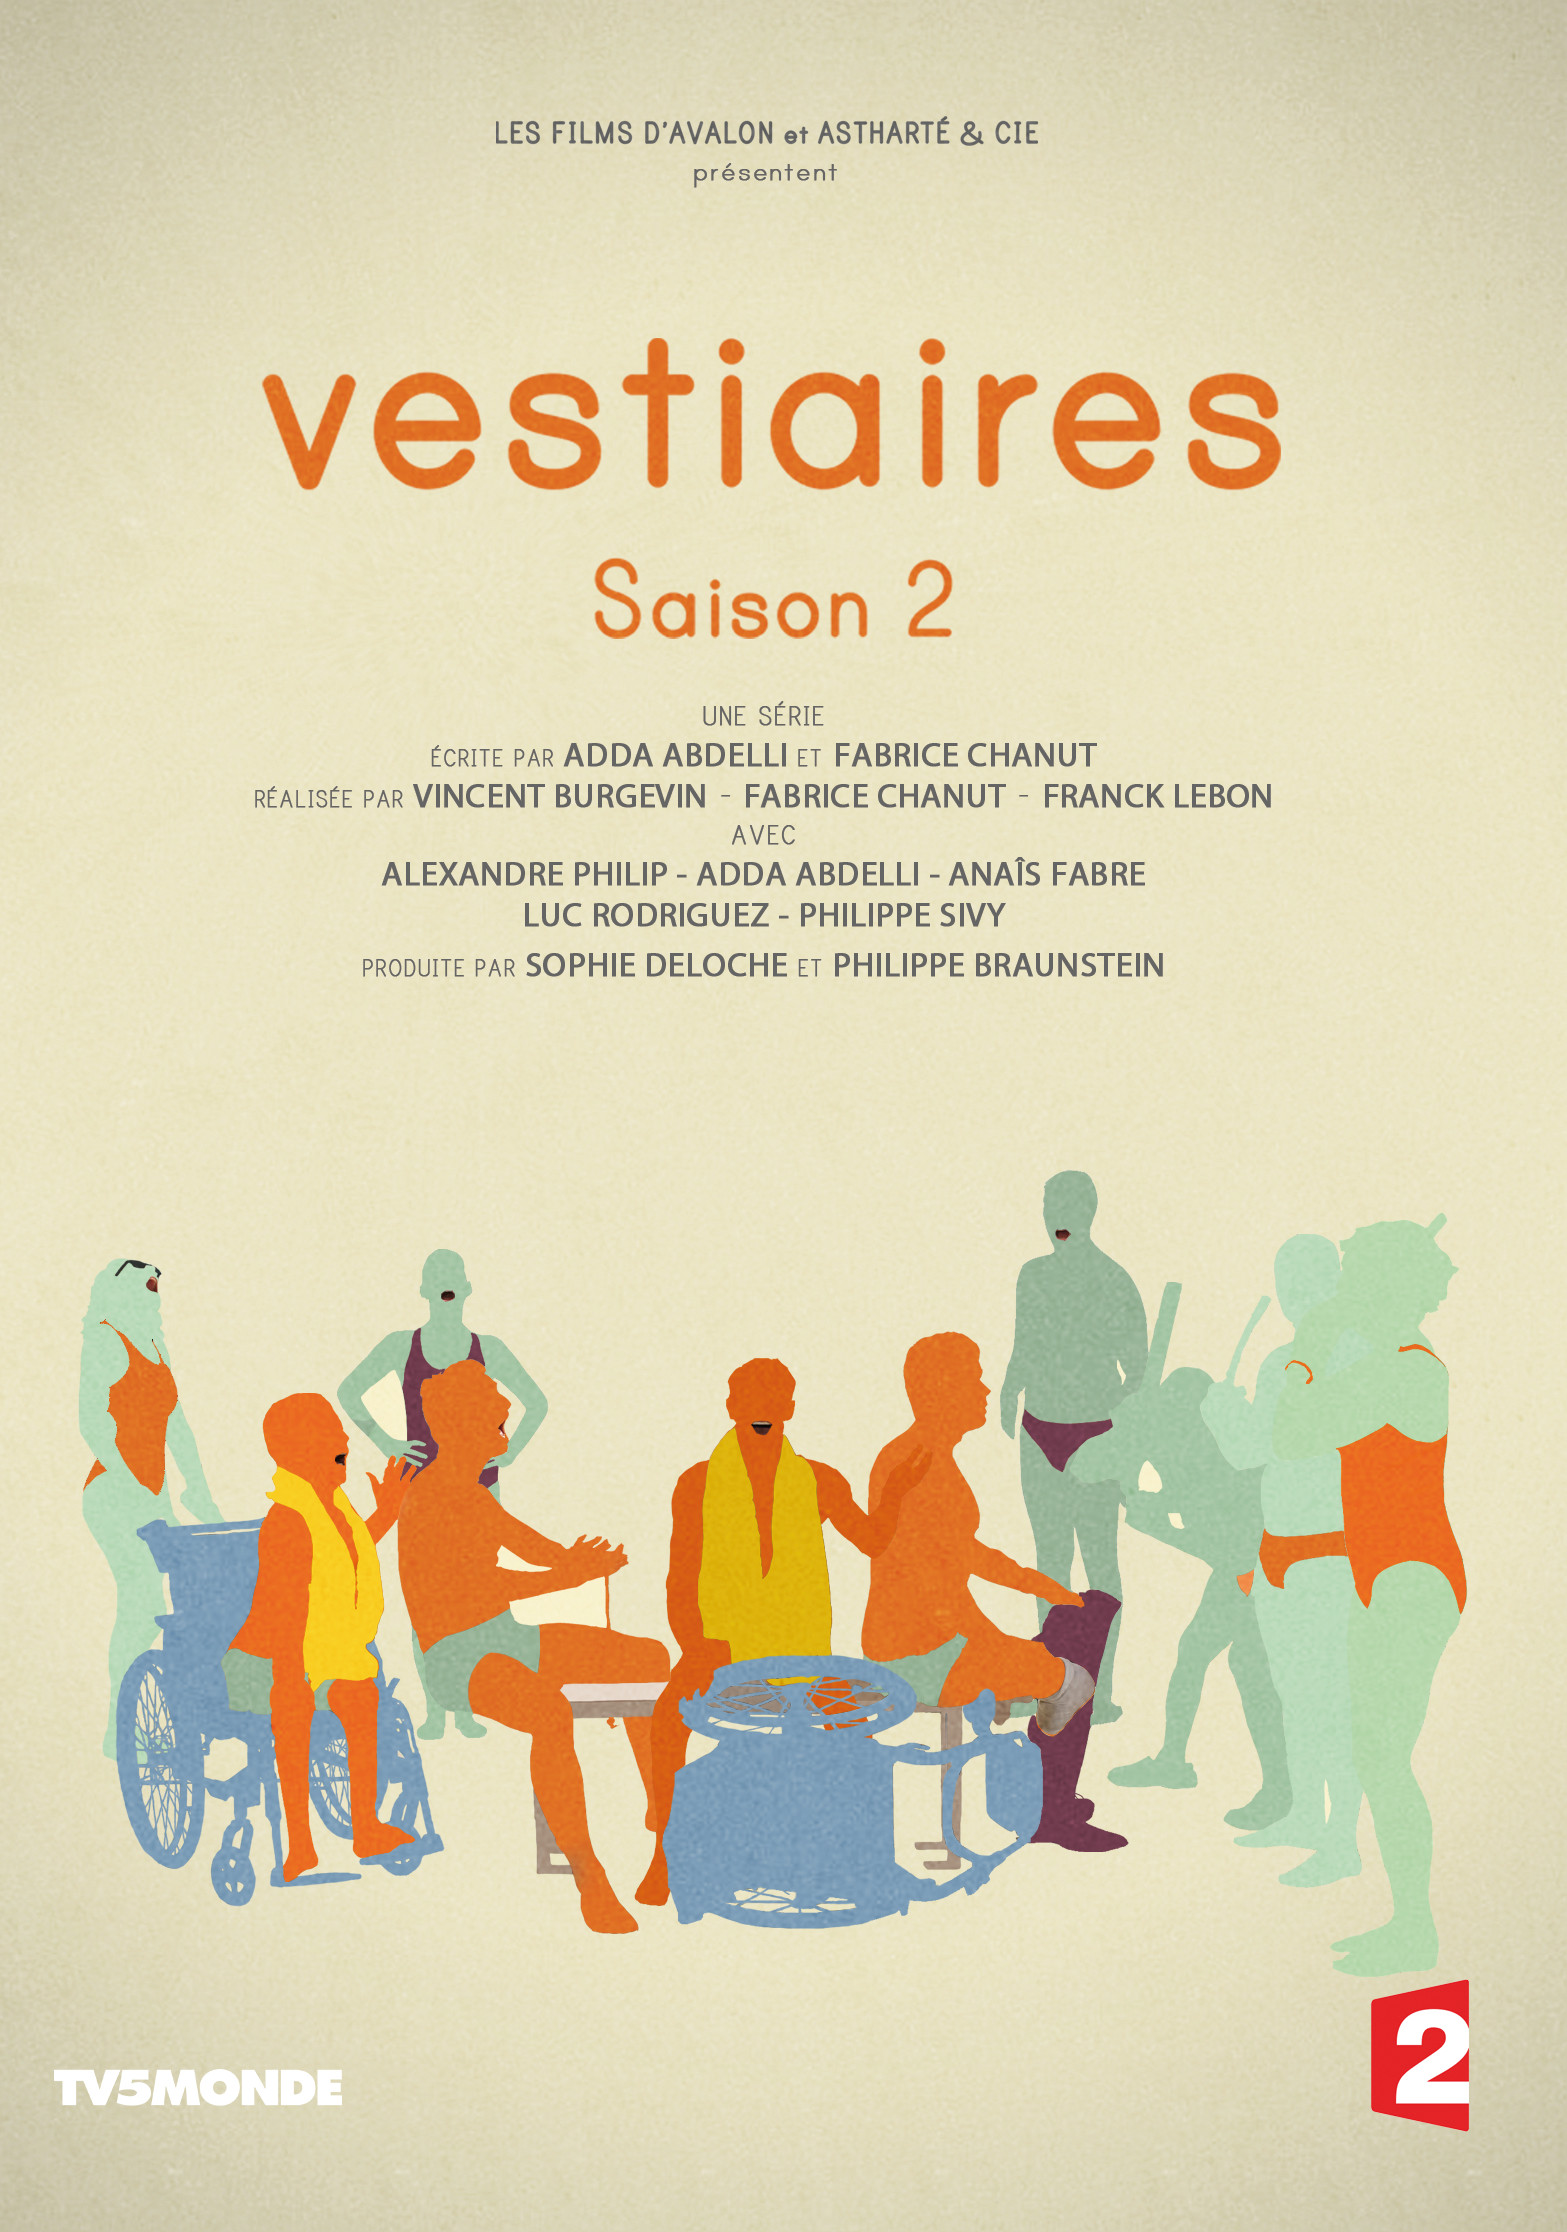 LES FILMS D'AVALON et ASTHARTÉ & CIE
présentent
vestiaires
Saison 2
UNE SÉRIE
ÉCRITE PAR ADDA ABDELLI ET FABRICE CHANUT
RÉALISÉE PAR VINCENT BURGEVIN - FABRICE CHANUT - FRANCK LEBON
AVEC
ALEXANDRE PHILIP - ADDA ABDELLI - ANAÎS FABRE
LUC RODRIGUEZ - PHILIPPE SIVY
PRODUITE PAR SOPHIE DELOCHE ET PHILIPPE BRAUNSTEIN
TV5MONDE
2